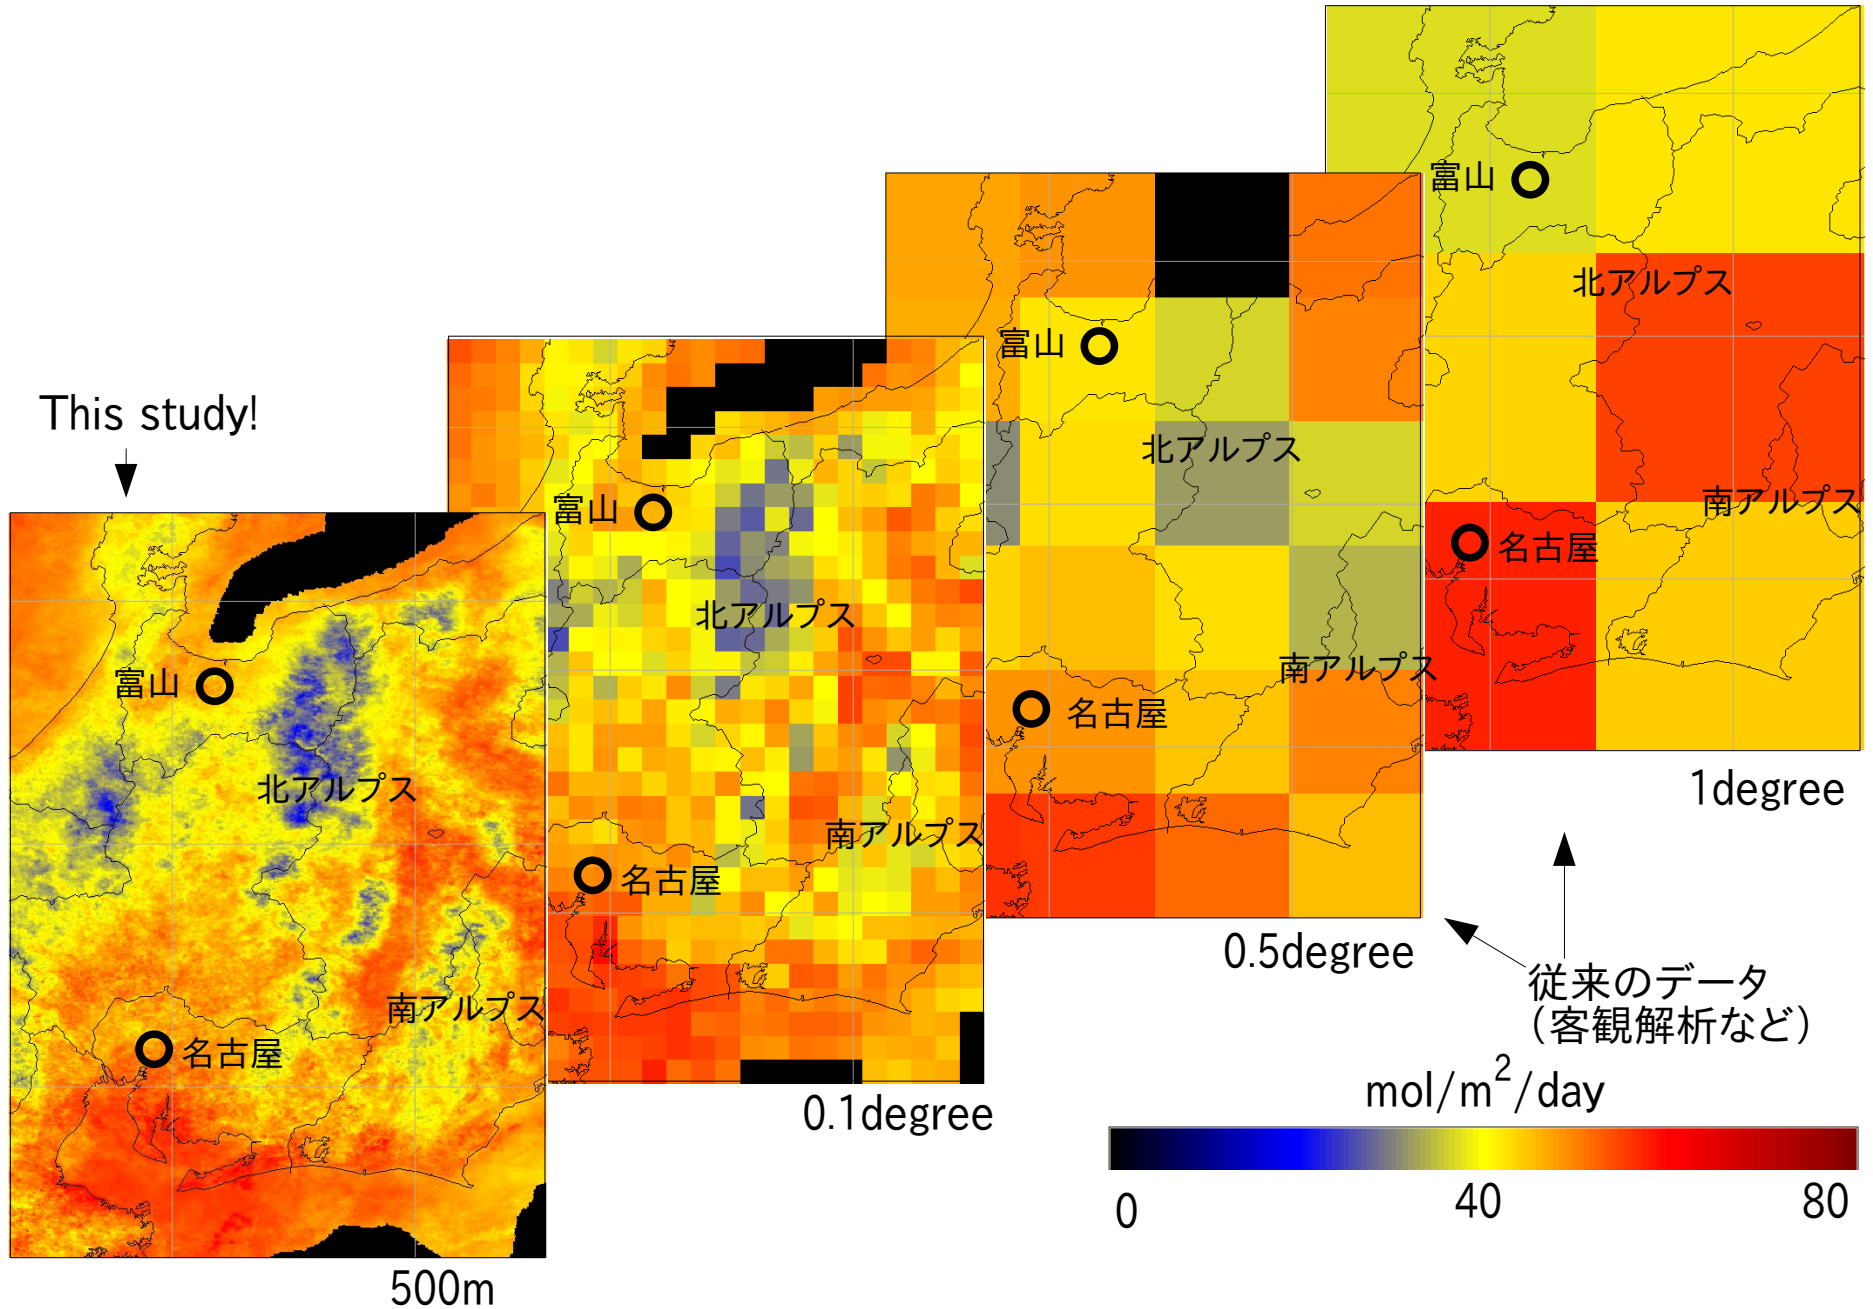 This study!
富山
北アルプス
南アルプス
名古屋
500m
富山
北アルプス
南アルプス
名古屋
0.1degree
富山
北アルプス
南アルプス
名古屋
0.5degree
富山
北アルプス
南アルプス
名古屋
1degree
従来のデータ
（客観解析など）
mol/m²/day
0 40 80